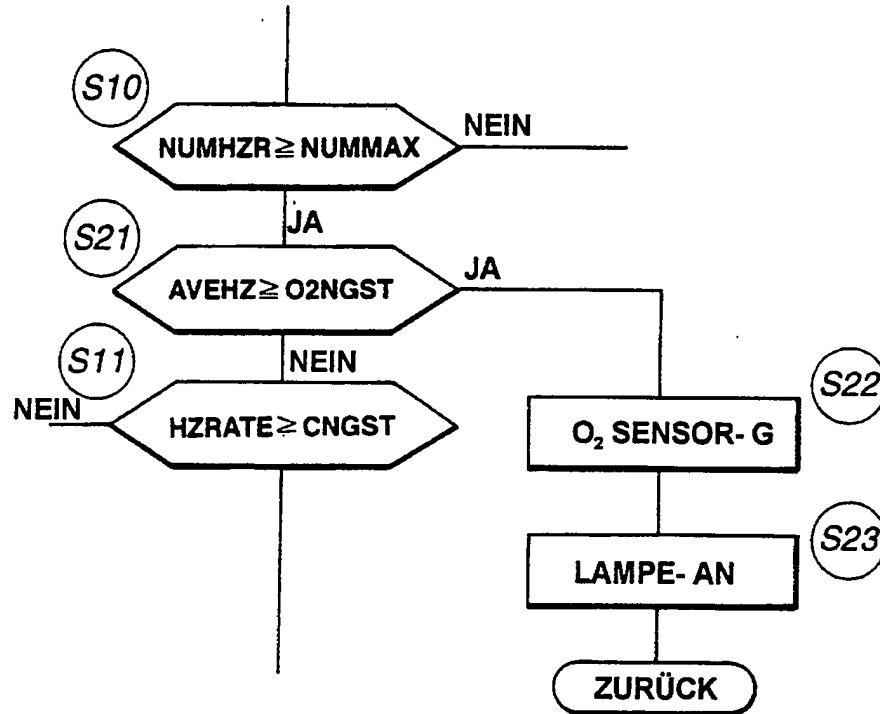 S10
NUMHZR ≧ NUMMAX
NEIN
JA
S21
AVEHZ ≧ O2NGST
JA
NEIN
S11
NEIN
HZRATE ≧ CNGST
S22
O₂ SENSOR- G
S23
LAMPE- AN
ZURÜCK